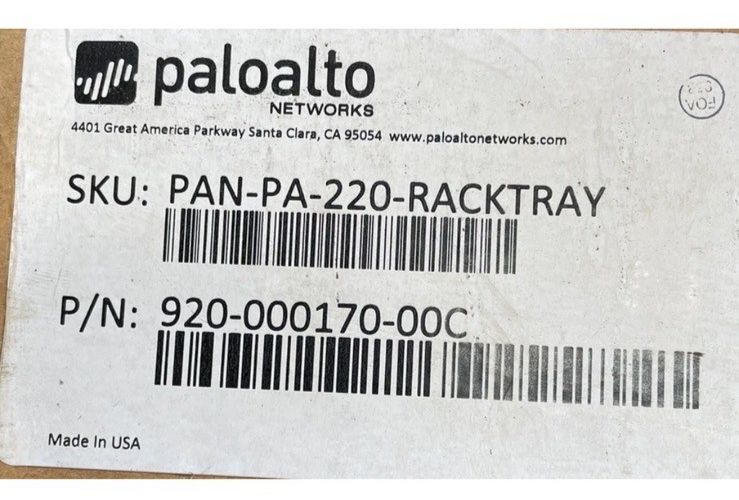 paloalto
NETWORKS
4401 Great America Parkway Santa Clara, CA 95054 www.paloaltonetworks.com
SKU: PAN-PA-220-RACKTRAY
P/N: 920-000170-00C
Made In USA